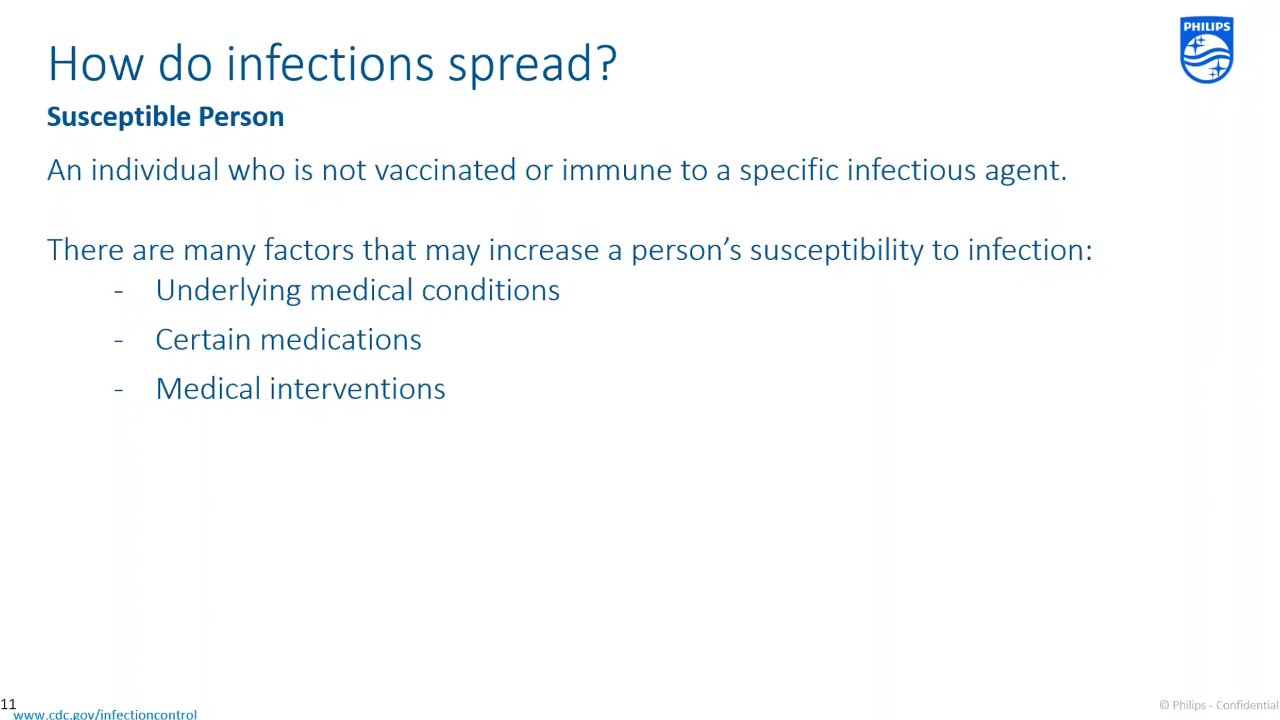 How do infections spread?
PHILIPS
Susceptible Person
An individual who is not vaccinated or immune to a specific infectious agent.
There are many factors that may increase a person’s susceptibility to infection:
- Underlying medical conditions
- Certain medications
- Medical interventions
11
www.cdc.gov/infectioncontrol
© Philips - Confidential